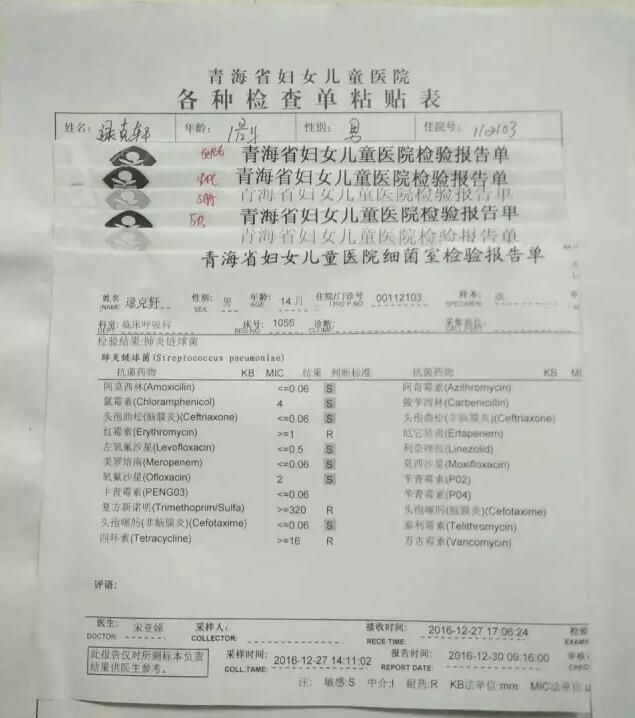 青海省妇女儿童医院
各种检查单粘贴表
姓名: 年龄: 性别: 男 住院号: 112103
青海省妇女儿童医院检验报告单
青海省妇女儿童医院检验报告单
青海省妇女儿童医院检验报告单
青海省妇女儿童医院检验报告单
青海省妇女儿童医院检验报告单
青海省妇女儿童医院细菌室检验报告单
姓名 NAME 克轩 性别: SEX 男 年龄: AGE 14月 住院/门诊号 I.P/O.P NO 00112103 样本: SPECIMEN
科室: 临床呼吸科 床号: BED NO 1055 诊断:
检验结果:肺炎链球菌
肺炎链球菌(Streptococcus pneumoniae)
抗菌药物 KB MIC 结果 判断标准 抗菌药物 KB MI
阿莫西林(Amoxicilin) <=0.06 S 阿奇霉素(Azithromycin)
氯霉素(Chloramphenicol) 4 S 羧苄西林(Carbenicillin)
头孢曲松(脑膜炎)(Ceftriaxone) <=0.06 S 头孢曲松(非脑膜炎)(Ceftriaxone)
红霉素(Erythromycin) >=1 R 厄它培南(Ertapenem)
左氧氟沙星(Levofloxacin) <=0.5 S 利奈唑胺(Linezolid)
美罗培南(Meropenem) <=0.06 S 莫西沙星(Moxifloxacin)
氧氟沙星(Ofloxacin) 2 S 苄青霉素(P02)
卡青霉素(PENG03) <=0.06 苄青霉素(P04)
复方新诺明(Trimethoprim/Sulfa) >=320 R 头孢噻肟(脑膜炎)(Cefotaxime)
头孢噻肟(非脑膜炎)(Cefotaxime) <=0.06 S 泰利霉素(Telithromycin)
四环素(Tetracycline) >=16 R 万古霉素(Vancomycin)
评语:
医生: DOCTOR: 宋亚娣 采样人: COLLECTOR: 接收时间: RECE TIME: 2016-12-27 17:06:24 检验 EXAMI
此报告仅对所测标本负责
结果供医生参考。
采样时间: COLL.TAME: 2016-12-27 14:11:02 报告时间: REPORT DATE: 2016-12-30 09:16:00 审核 CHEC
注: 敏感:S 中介:I 耐药:R KB法单位:mm MIC法单位:u